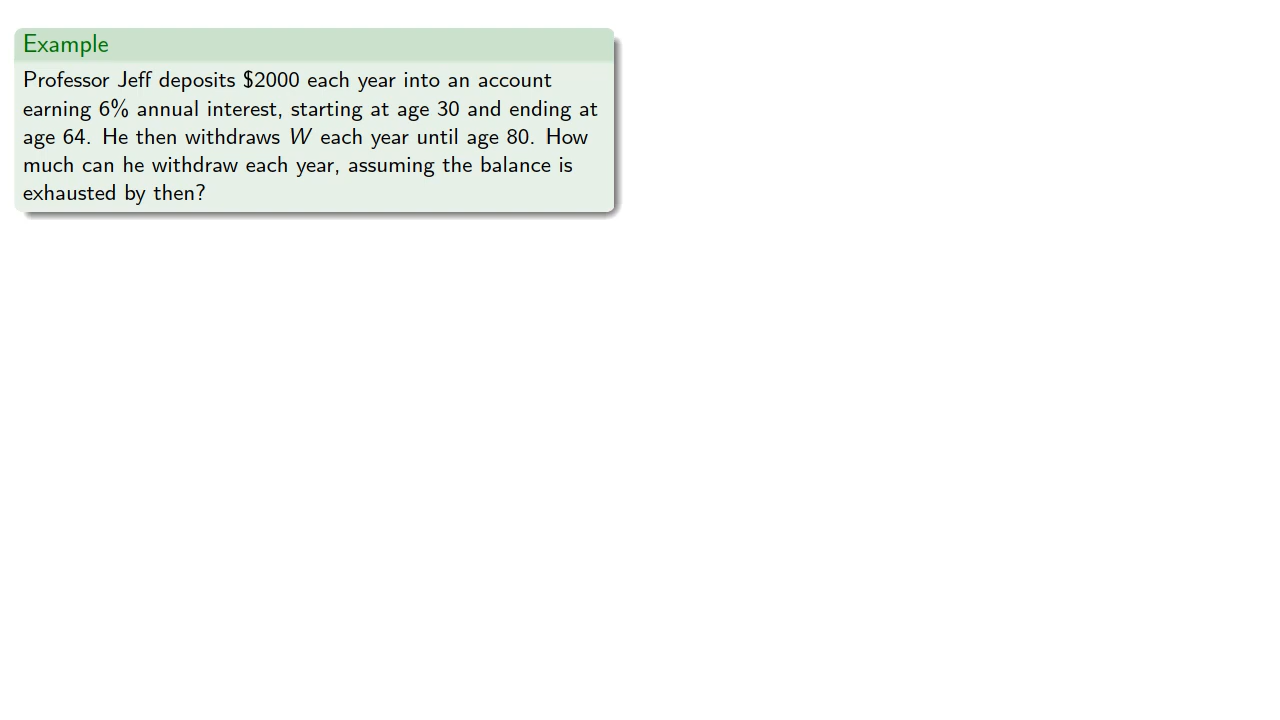 Example
Professor Jeff deposits $2000 each year into an account
earning 6% annual interest, starting at age 30 and ending at
age 64. He then withdraws W each year until age 80. How
much can he withdraw each year, assuming the balance is
exhausted by then?